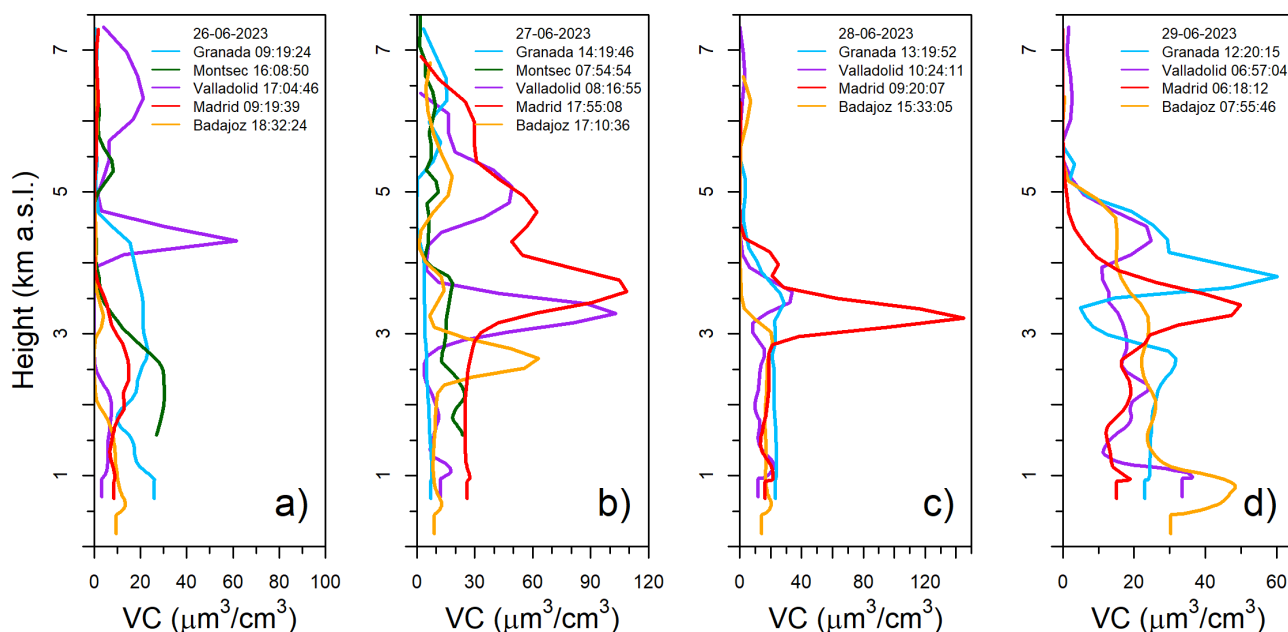 26-06-2023
Granada 09:19:24
Montsec 16:08:50
Valladolid 17:04:46
Madrid 09:19:39
Badajoz 18:32:24
27-06-2023
Granada 14:19:46
Montsec 07:54:54
Valladolid 08:16:55
Madrid 17:55:08
Badajoz 17:10:36
28-06-2023
Granada 13:19:52
Valladolid 10:24:11
Madrid 09:20:07
Badajoz 15:33:05
29-06-2023
Granada 12:20:15
Valladolid 06:57:04
Madrid 06:18:12
Badajoz 07:55:46
Height (km a.s.l.)
7 7 7 7
5 5 5 5
3 3 3 3
1 1 1 1
a) b) c) d)
0 20 40 60 80 100
0 30 60 90 120
0 50 100 150
0 20 40 60
VC (μm³/cm³)
VC (μm³/cm³)
VC (μm³/cm³)
VC (μm³/cm³)